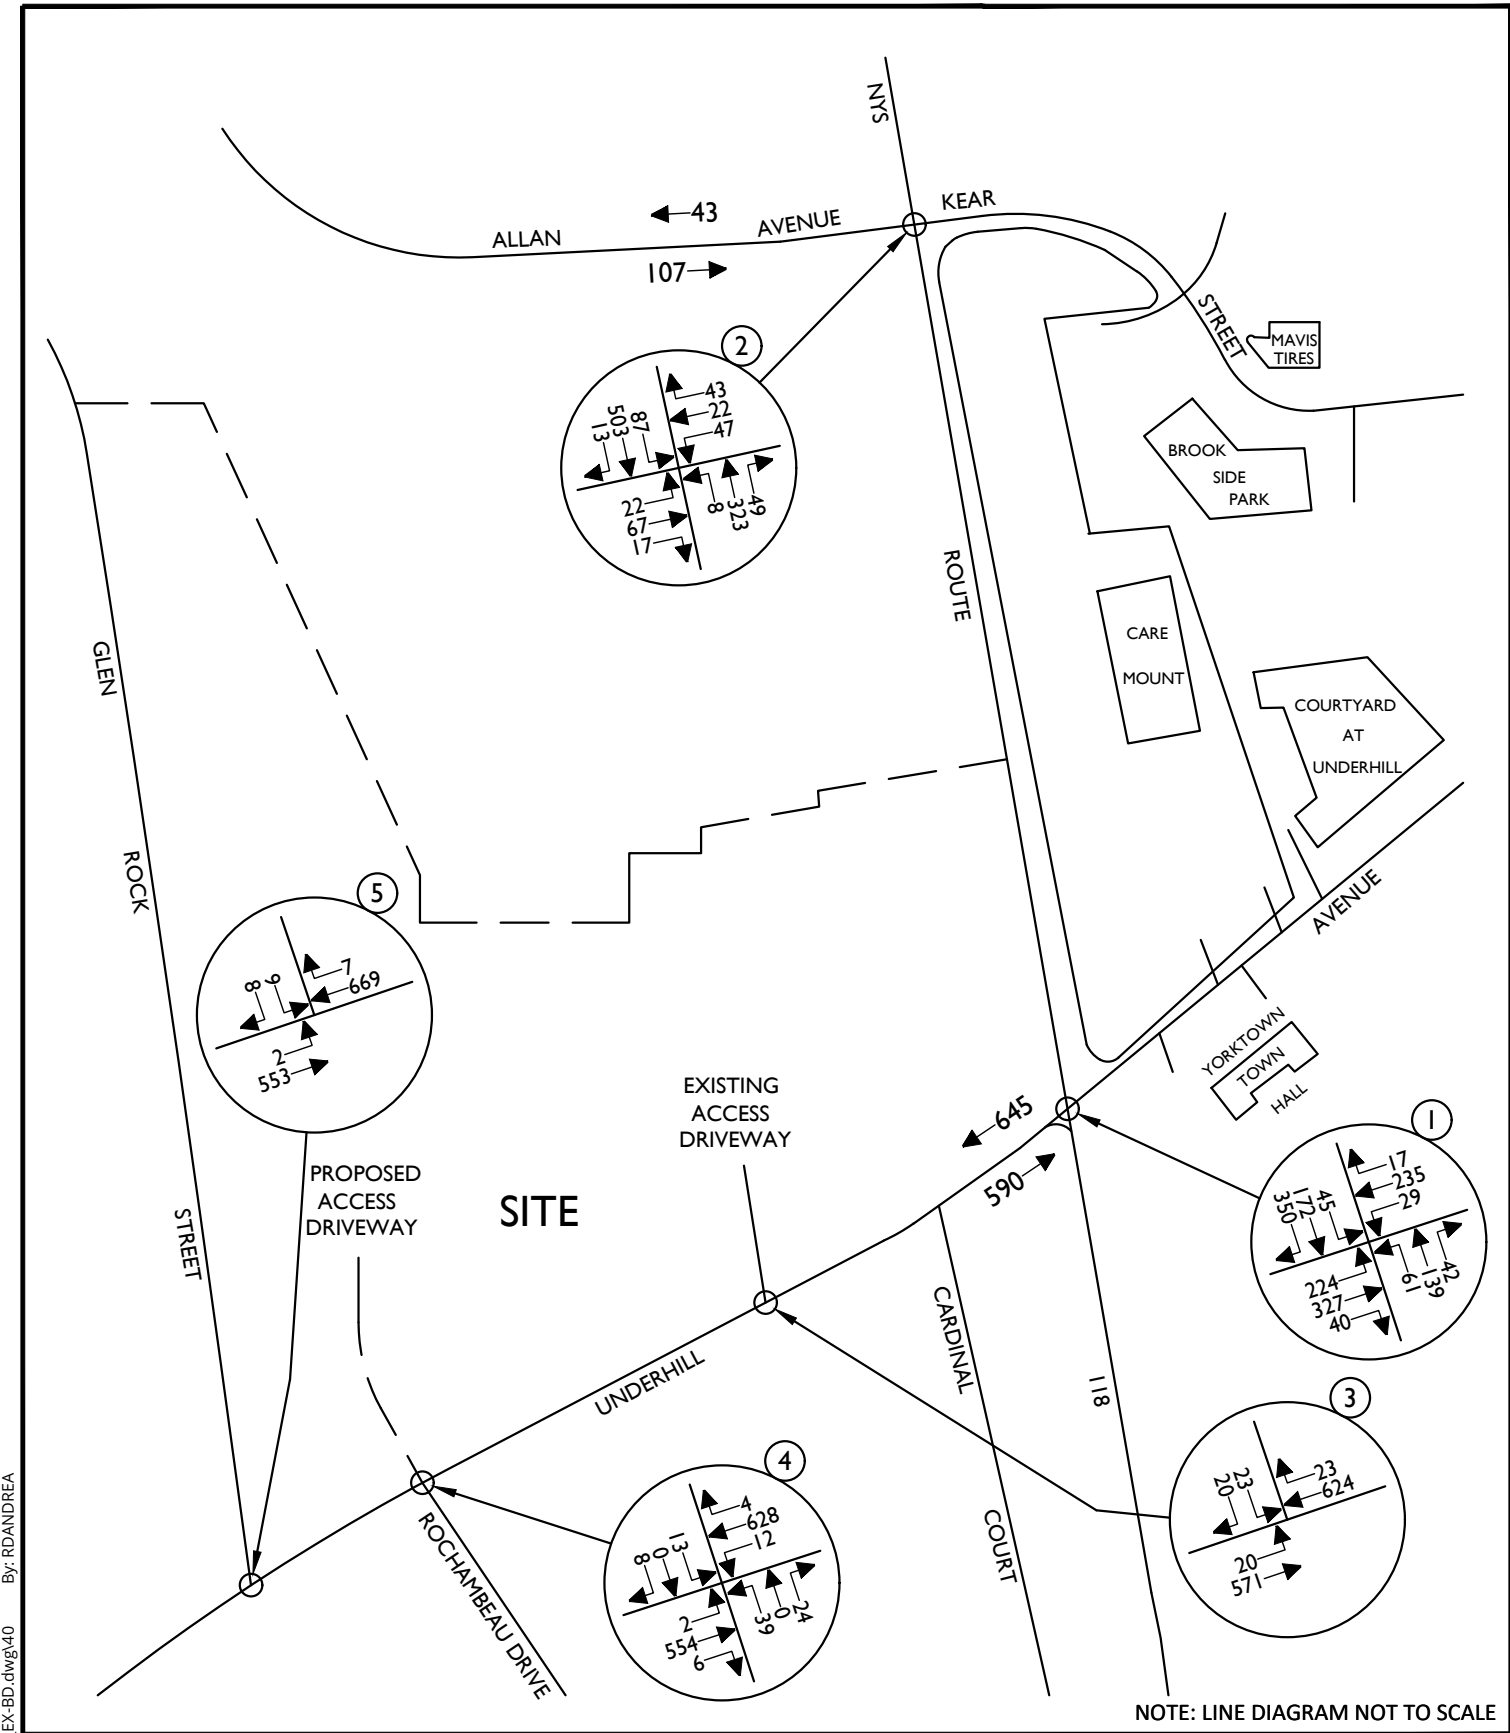 NYS
KEAR
43
ALLAN
AVENUE
107
STREET
MAVIS
TIRES
2
43
22
47
87
503
13
22
67
17
8
323
49
BROOK
SIDE
PARK
ROUTE
CARE
MOUNT
COURTYARD
AT
UNDERHILL
GLEN
ROCK
STREET
AVENUE
5
7
669
9
8
2
553
YORKTOWN
TOWN
HALL
EXISTING
ACCESS
DRIVEWAY
645
590
PROPOSED
ACCESS
DRIVEWAY
SITE
1
17
235
29
45
172
350
224
327
40
61
139
42
CARDINAL
COURT
118
UNDERHILL
3
23
624
23
20
20
571
4
4
628
12
13
0
8
2
554
6
39
0
24
ROCHAMBEAU DRIVE
NOTE: LINE DIAGRAM NOT TO SCALE
EX-BD.dwg\40 By: RDANDREA